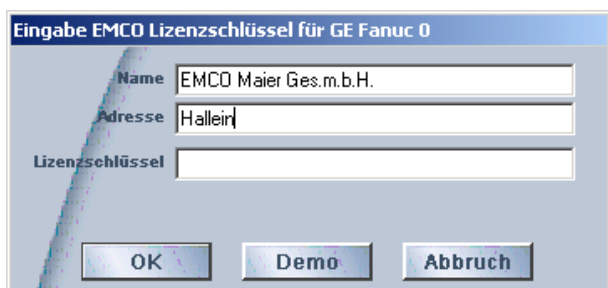 Eingabe EMCO Lizenzschlüssel für GE Fanuc 0
Name EMCO Maier Ges.m.b.H.
Adresse Hallein
Lizenzschlüssel
OK Demo Abbruch